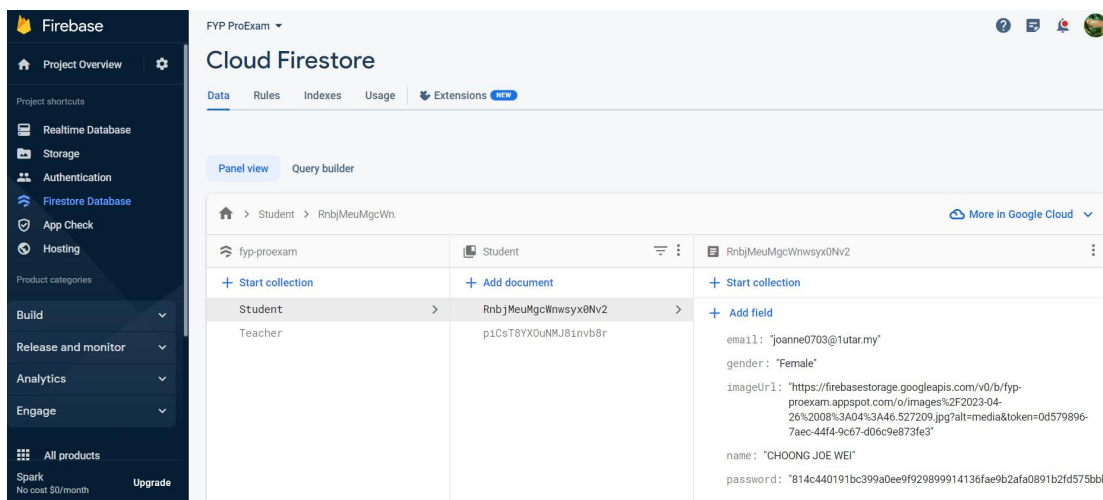 Firebase
FYP ProExam
Project Overview
Cloud Firestore
Data Rules Indexes Usage Extensions NEW
Project shortcuts
Realtime Database
Storage
Authentication
Firestore Database
App Check
Hosting
Product categories
Build
Release and monitor
Analytics
Engage
All products
Spark
No cost $0/month
Upgrade
Panel view Query builder
> Student > RnbjMeuMgcWn.
More in Google Cloud
fyp-proexam
+ Start collection
Student
Teacher
Student
+ Add document
RnbjMeuMgcWnwsyx0Nv2
piCsT8YXOuNMJ8invb8r
RnbjMeuMgcWnwsyx0Nv2
+ Start collection
+ Add field
email: "joanne0703@1utar.my"
gender: "Female"
imageUrl: "https://firebasestorage.googleapis.com/v0/b/fyp-
proexam.appspot.com/o/images%2F2023-04-
26%2008%3A04%3A46.527209.jpg?alt=media&token=0d579896-
7aec-44f4-9c67-d06c9e873fe3"
name: "CHOONG JOE WEI"
password: "814c440191bc399a0ee9f929899914136fae9b2afa0891b2fd575bbl